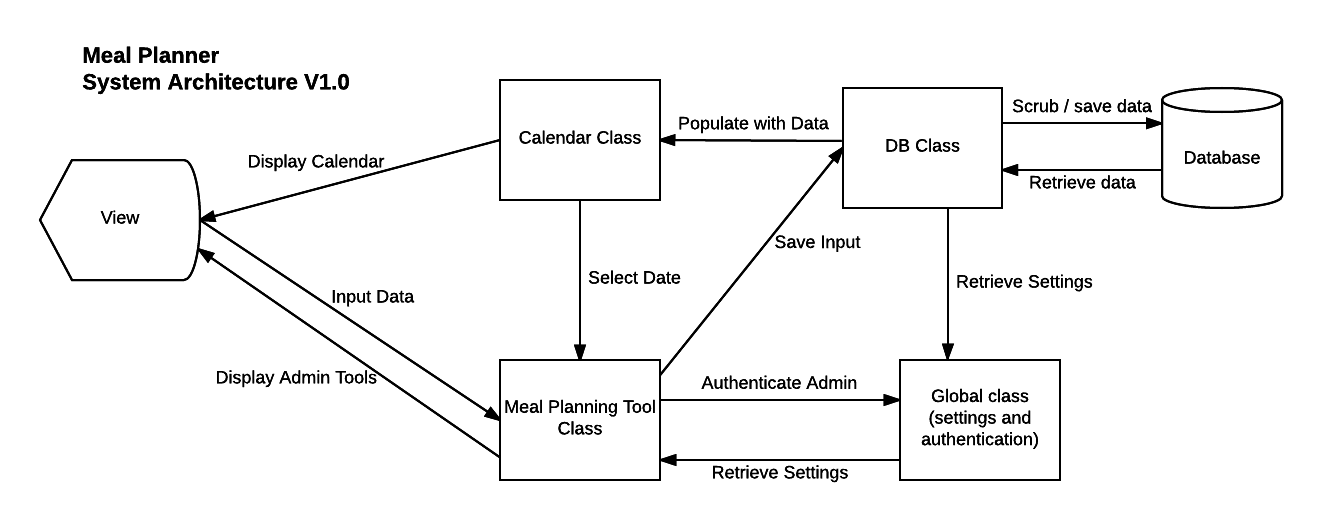 Meal Planner
System Architecture V1.0
Calendar Class
Populate with Data
DB Class
Scrub / save data
Database
Retrieve data
Display Calendar
View
Save Input
Select Date
Retrieve Settings
Input Data
Display Admin Tools
Meal Planning Tool
Class
Authenticate Admin
Global class
(settings and
authentication)
Retrieve Settings